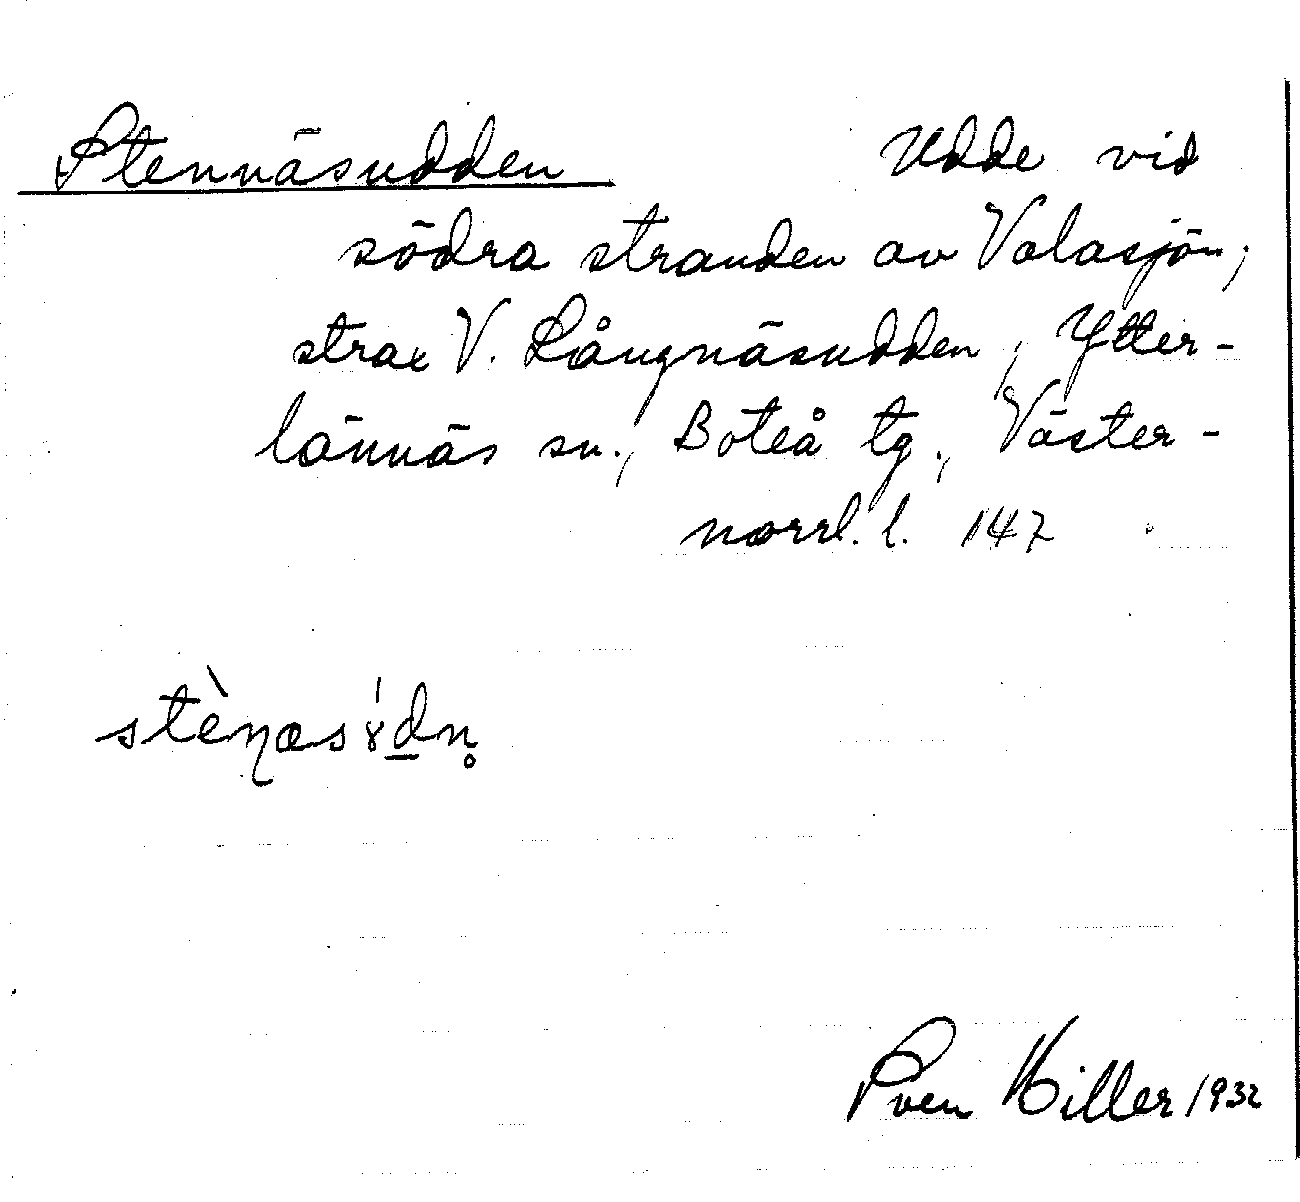 Stennäsudden Udde vid
södra stranden av Valasjön,
strax V. Långnäsudden, Ytter-
lännäs sn., Boteå tg., Väster-
norrl. l. 147
stènæsɤ́d̲n̥
Sven Hiller 1932